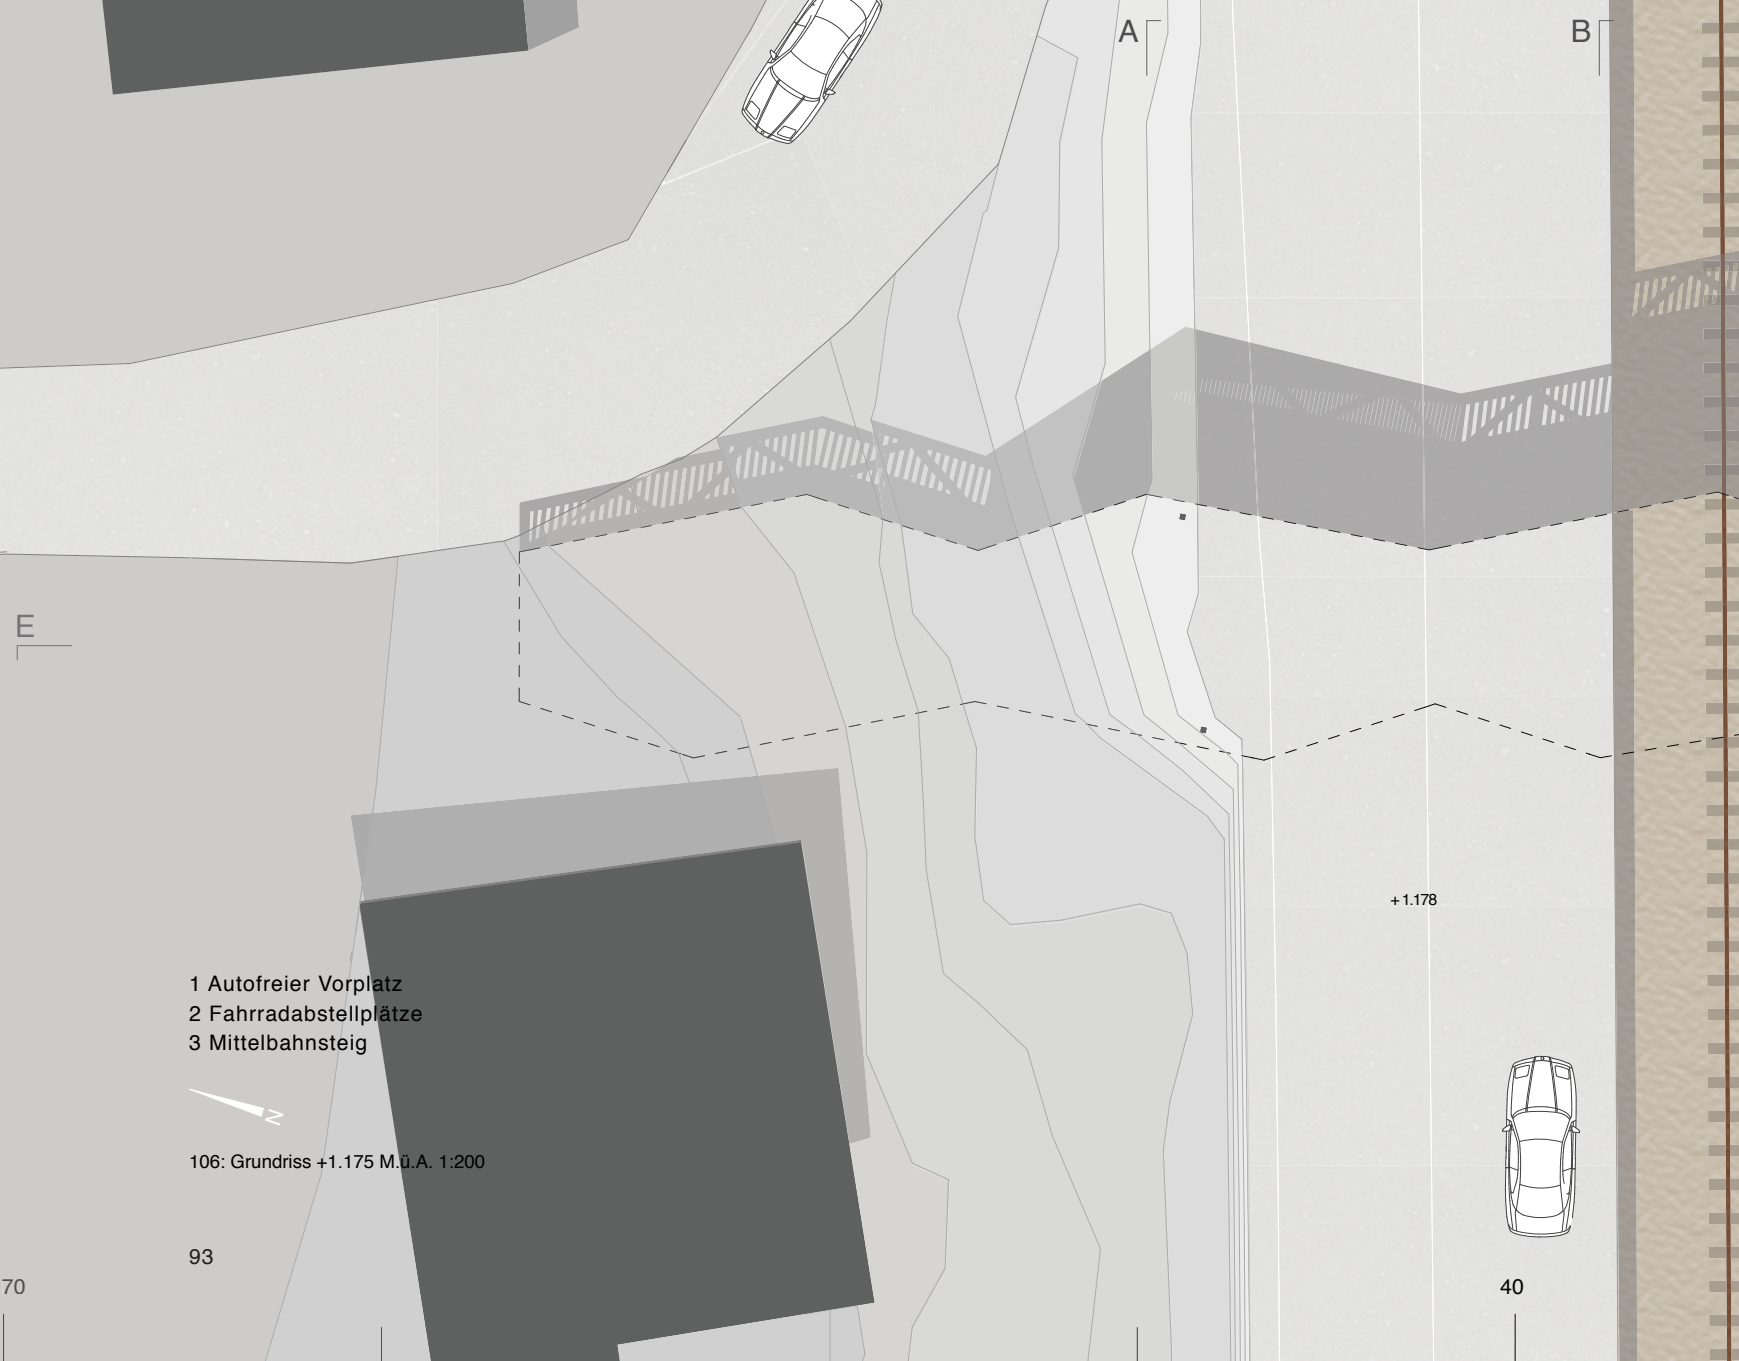 A
B
E
+ 1.178
1 Autofreier Vorplatz
2 Fahrradabstellplätze
3 Mittelbahnsteig
N
106: Grundriss +1.175 M.ü.A. 1:200
93
70
40